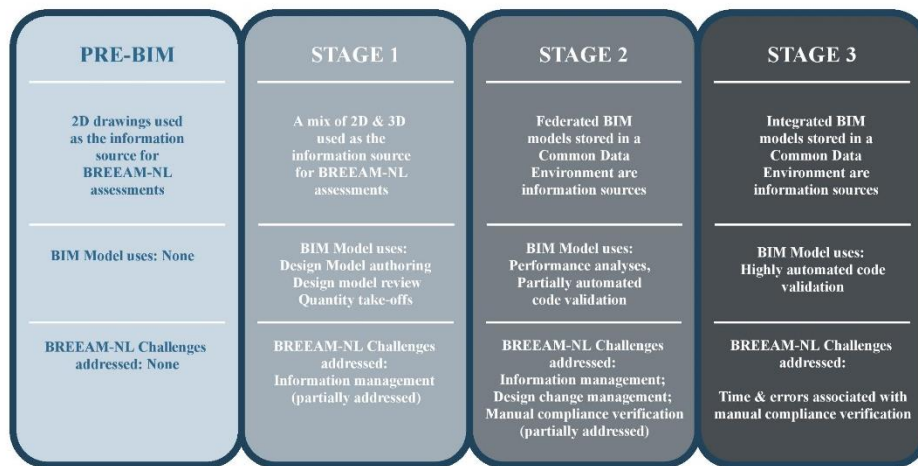 PRE-BIM
2D drawings used
as the information
source for
BREEAM-NL
assessments
BIM Model uses: None
BREEAM-NL Challenges
addressed: None
STAGE 1
A mix of 2D & 3D
used as the
information source
for BREEAM-NL
assessments
BIM Model uses:
Design Model authoring
Design model review
Quantity take-offs
BREEAM-NL Challenges
addressed:
Information management
(partially addressed)
STAGE 2
Federated BIM
models stored in a
Common Data
Environment are
information sources
BIM Model uses:
Performance analyses,
Partially automated
code validation
BREEAM-NL Challenges
addressed:
Information management;
Design change management;
Manual compliance verification
(partially addressed)
STAGE 3
Integrated BIM
models stored in a
Common Data
Environment are
information sources
BIM Model uses:
Highly automated code
validation
BREEAM-NL Challenges
addressed:
Time & errors associated with
manual compliance verification